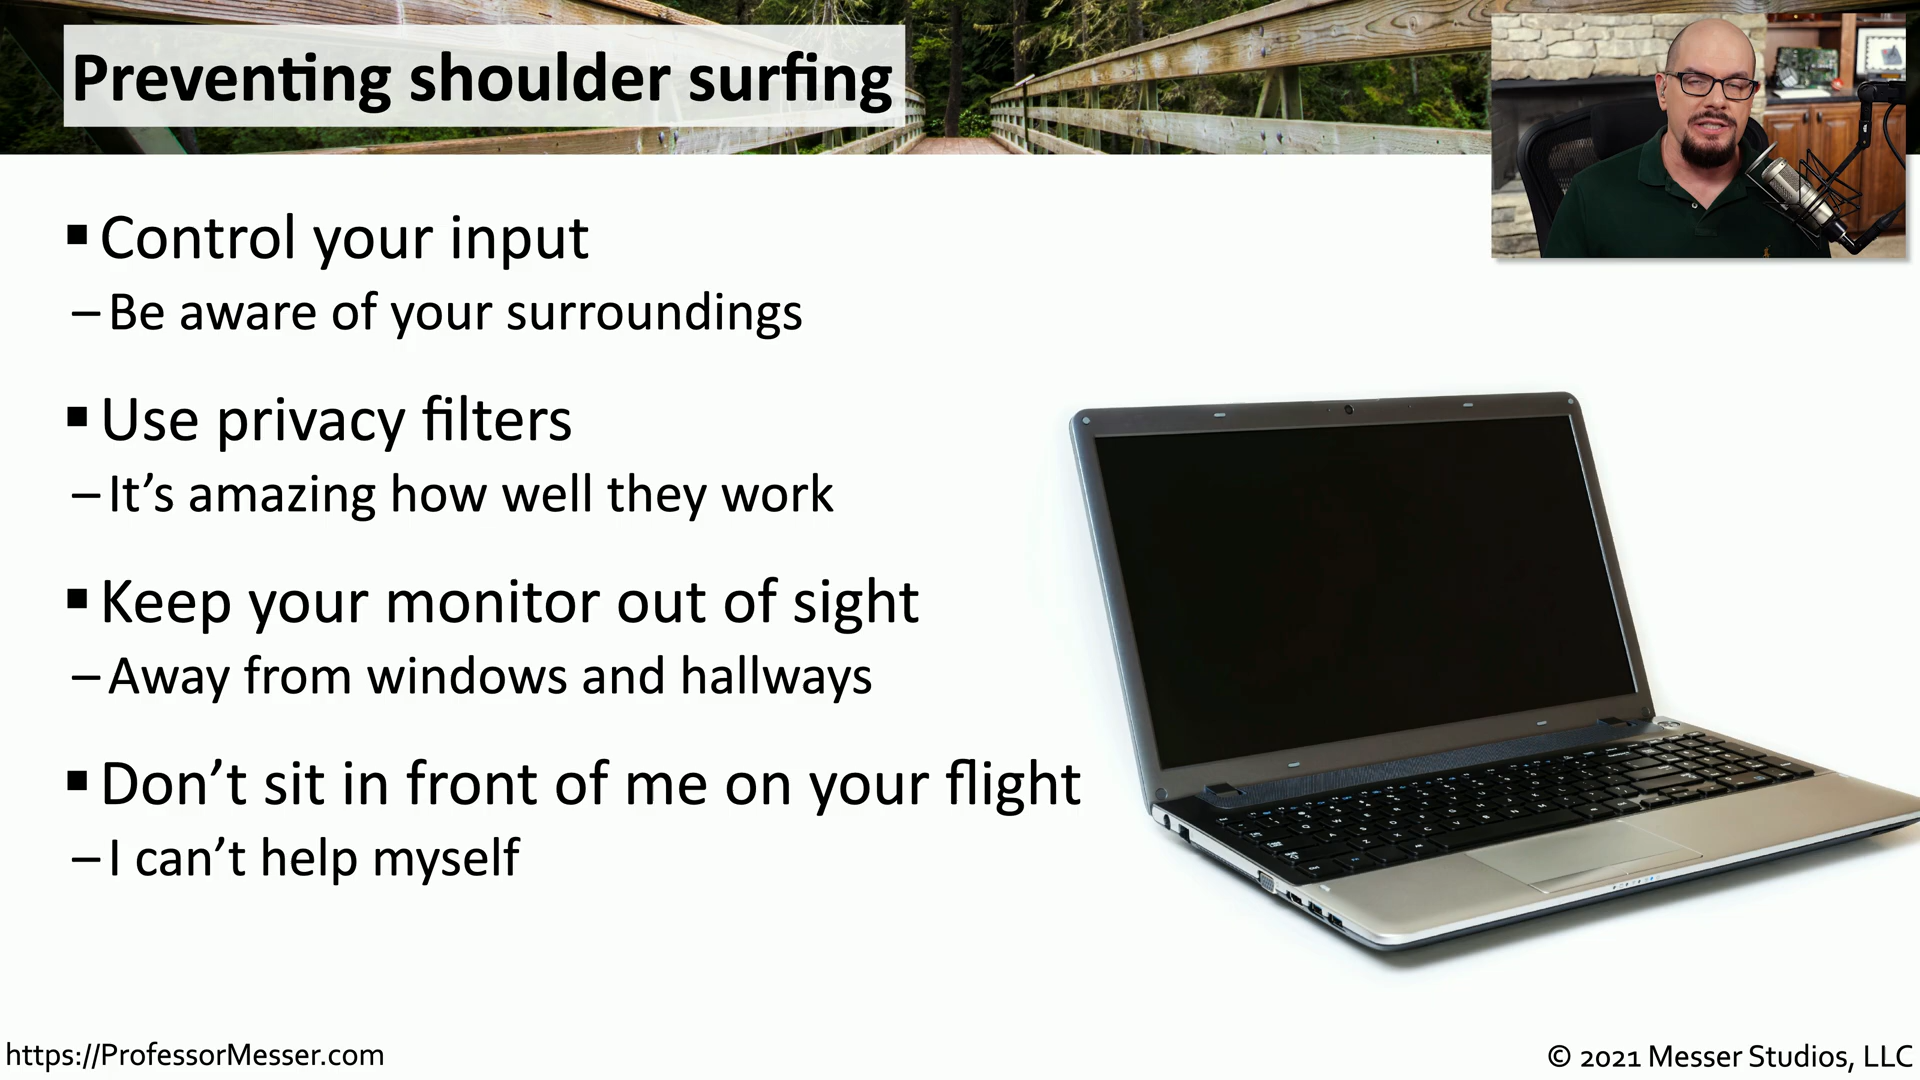 Preventing shoulder surfing
▪ Control your input
– Be aware of your surroundings
▪ Use privacy filters
– It’s amazing how well they work
▪ Keep your monitor out of sight
– Away from windows and hallways
▪ Don’t sit in front of me on your flight
– I can’t help myself
https://ProfessorMesser.com
© 2021 Messer Studios, LLC